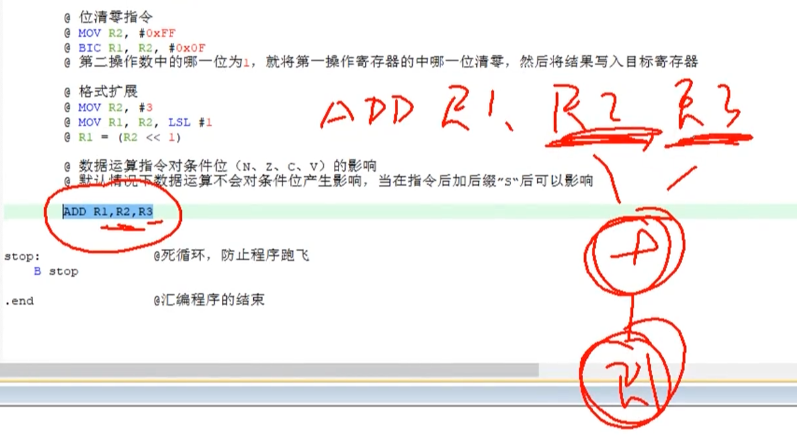 @ 位清零指令
@ MOV R2, #0xFF
@ BIC R1, R2, #0x0F
@ 第二操作数中的哪一位为1，就将第一操作寄存器的中哪一位清零，然后将结果写入目标寄存器
@ 格式扩展
@ MOV R2, #3
@ MOV R1, R2, LSL #1
@ R1 = (R2 << 1)
@ 数据运算指令对条件位（N、Z、C、V）的影响
@ 默认情况下数据运算不会对条件位产生影响，当在指令后加后缀”S“后可以影响
ADD R1,R2,R3
stop: @死循环，防止程序跑飞
B stop
.end @汇编程序的结束
ADD R1、R2 R3
+
R1